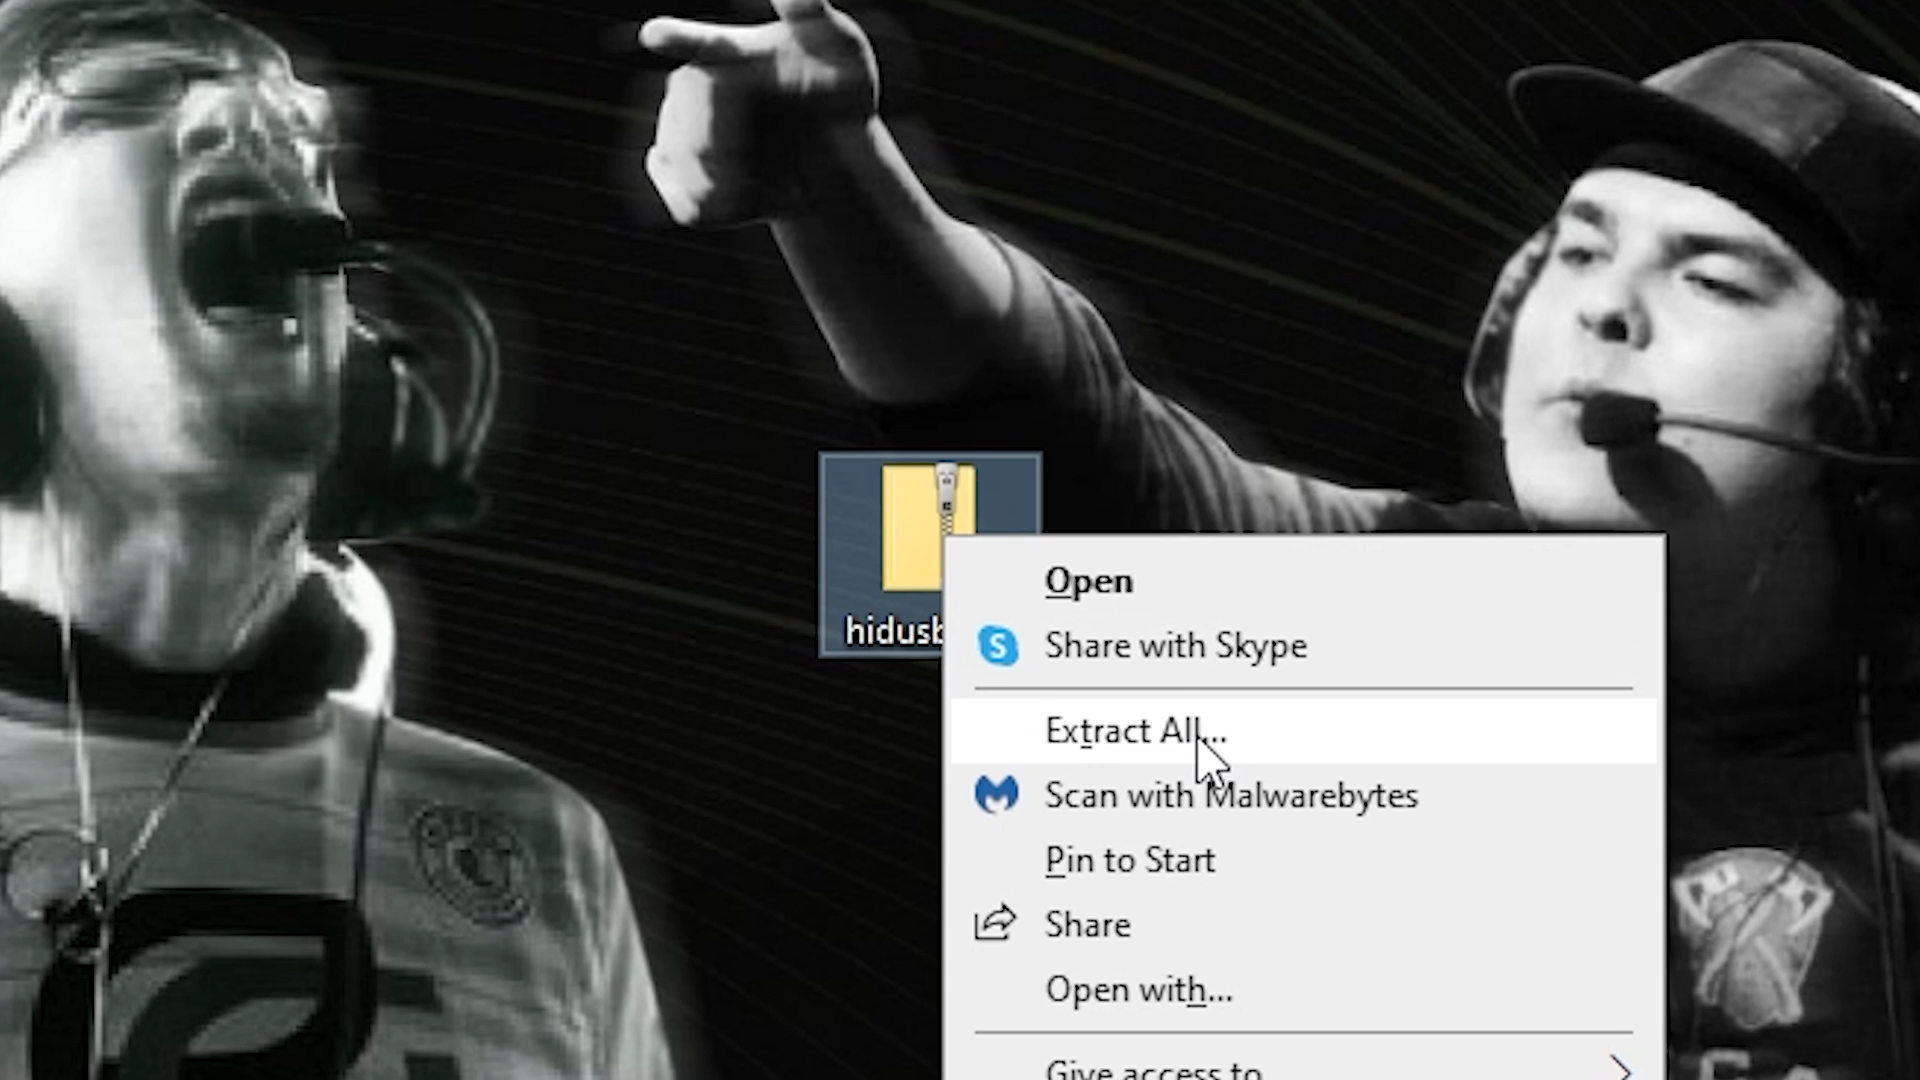 hidusb
Open
Share with Skype
Extract All...
Scan with Malwarebytes
Pin to Start
Share
Open with...
Give access to